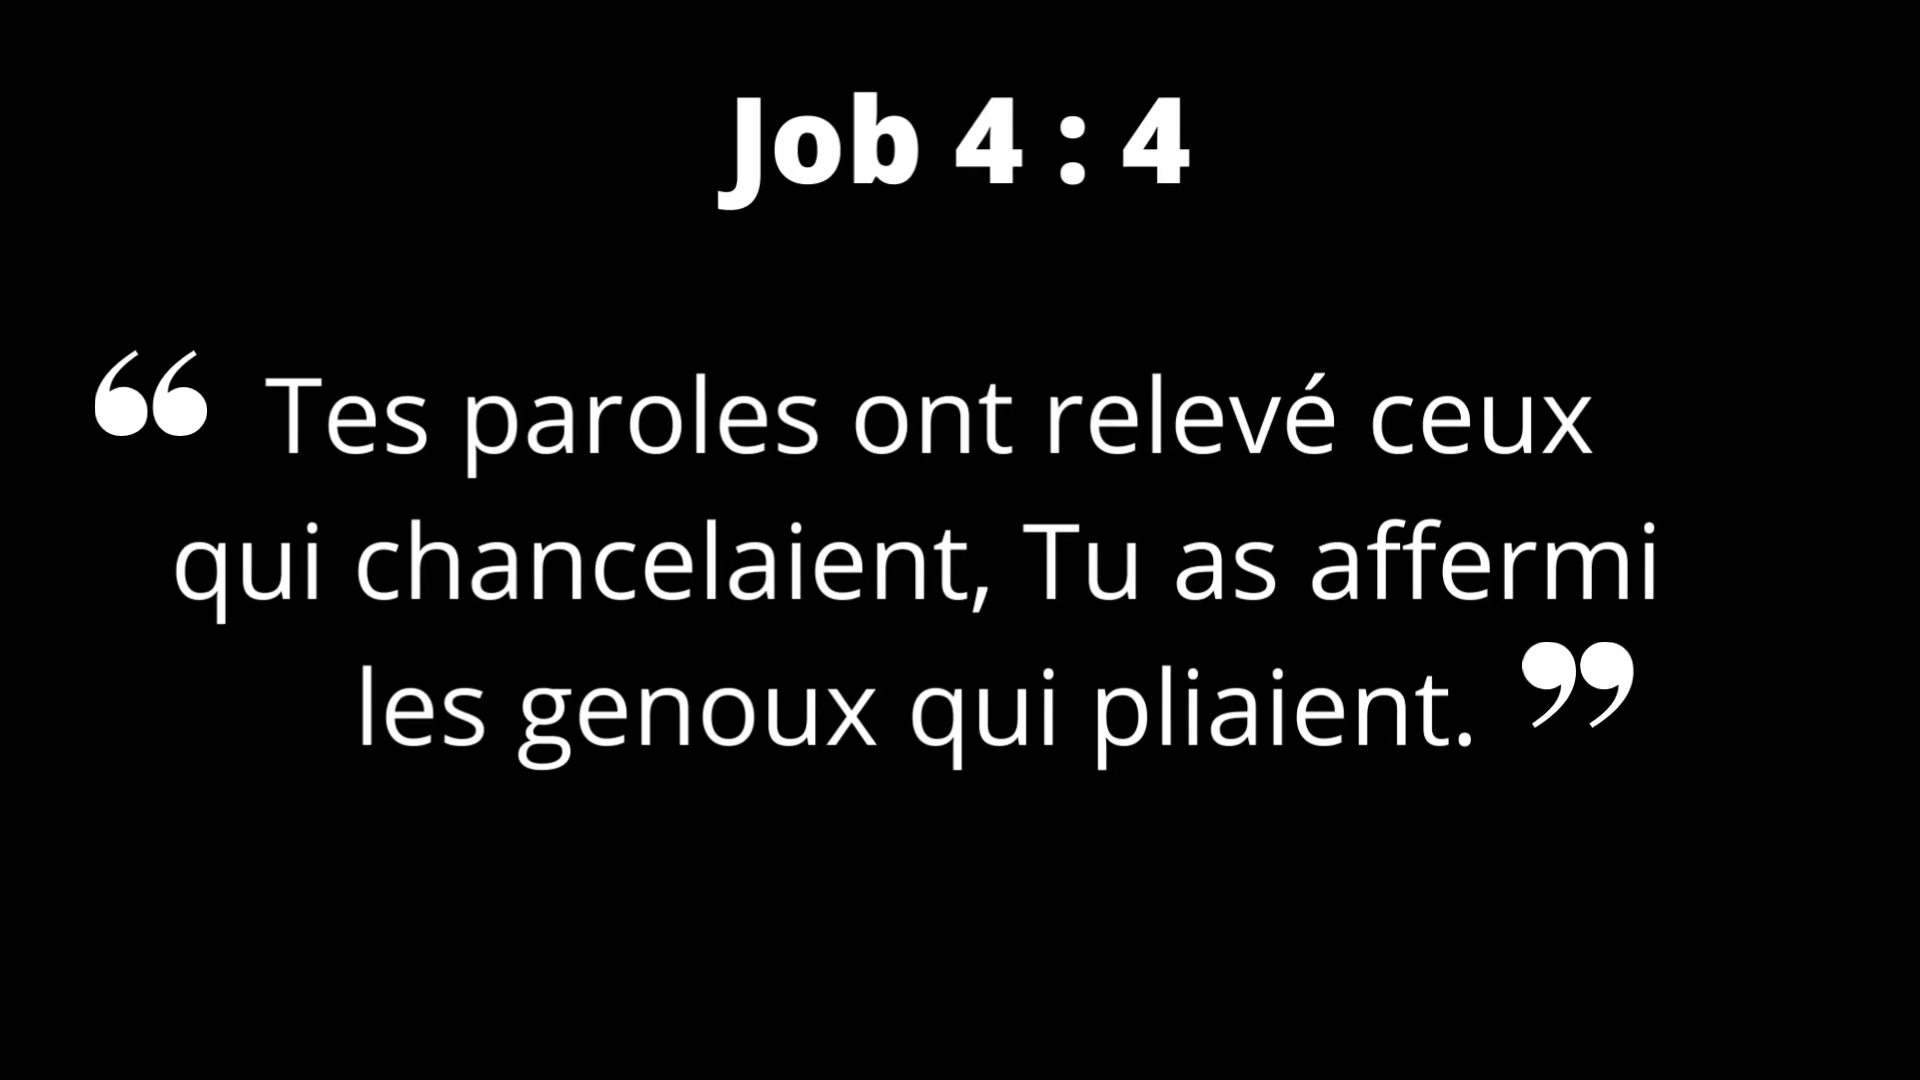 Job 4 : 4
“ Tes paroles ont relevé ceux
qui chancelaient, Tu as affermi
les genoux qui pliaient. ”